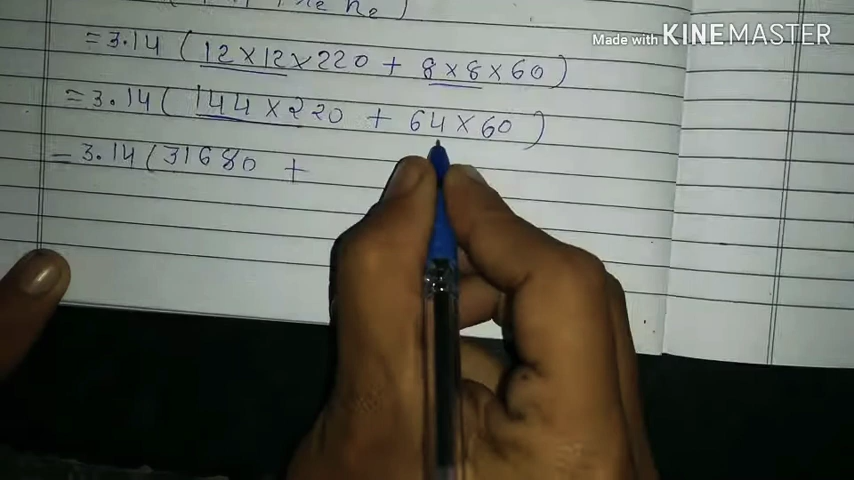 Made with KINEMASTER
= 3.14 ( 12 × 12 × 220 + 8 × 8 × 60 )
= 3.14 ( 144 × 220 + 64 × 60 )
= 3.14 ( 31680 +